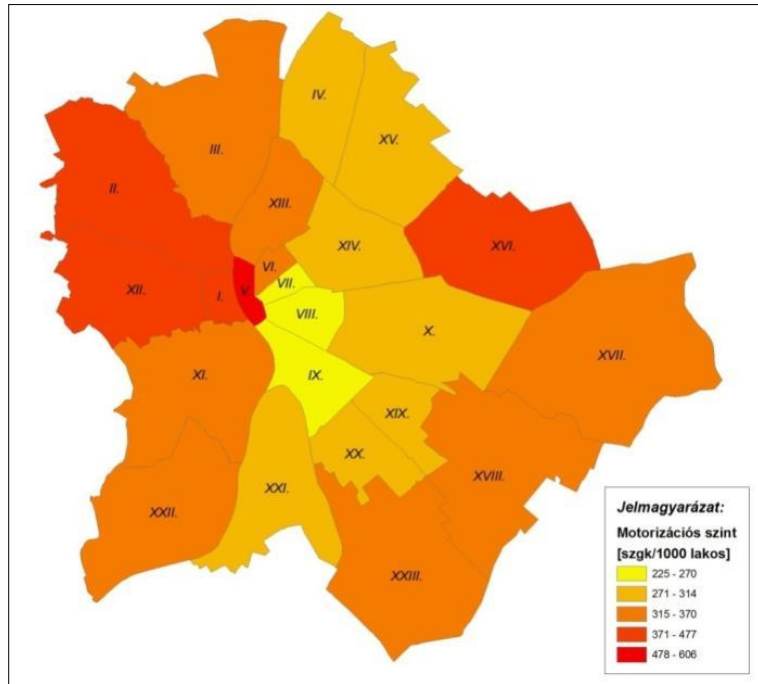 IV.
XV.
III.
II.
XIII.
XIV.
XVI.
VI.
XII.
I.
V.
VII.
VIII.
X.
XVII.
XI.
IX.
XIX.
XX.
XVIII.
XXI.
XXII.
XXIII.
Jelmagyarázat:
Motorizációs szint
[szgk/1000 lakos]
225 - 270
271 - 314
315 - 370
371 - 477
478 - 606